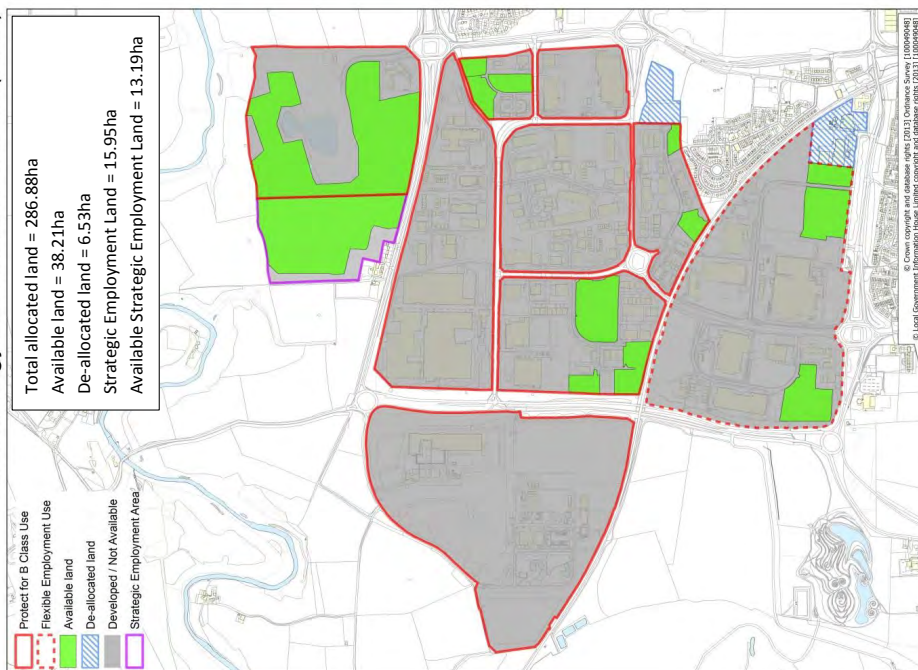 Total allocated land = 286.88ha
Available land = 38.21ha
De-allocated land = 6.53ha
Strategic Employment Land = 15.95ha
Available Strategic Employment Land = 13.19ha
Protect for B Class Use
Flexible Employment Use
Available land
De-allocated land
Developed / Not Available
Strategic Employment Area
© Crown copyright and database rights [2013] Ordnance Survey [100049048]
© Local Government Information House Limited copyright and database rights [2013] [100049048]